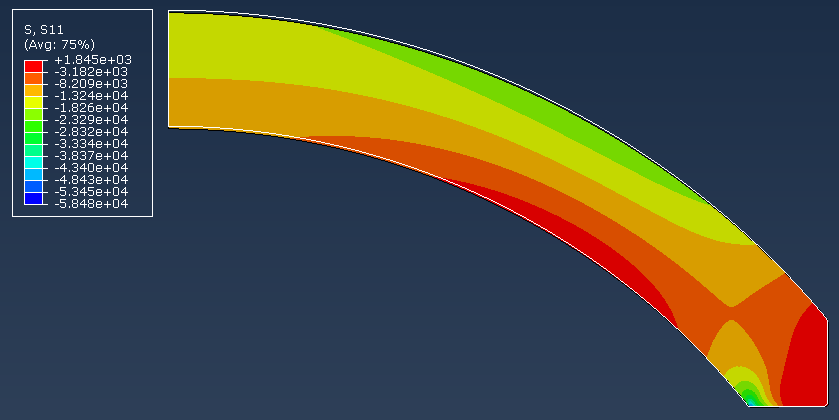 S, S11
(Avg: 75%)
+1.845e+03
-3.182e+03
-8.209e+03
-1.324e+04
-1.826e+04
-2.329e+04
-2.832e+04
-3.334e+04
-3.837e+04
-4.340e+04
-4.843e+04
-5.345e+04
-5.848e+04